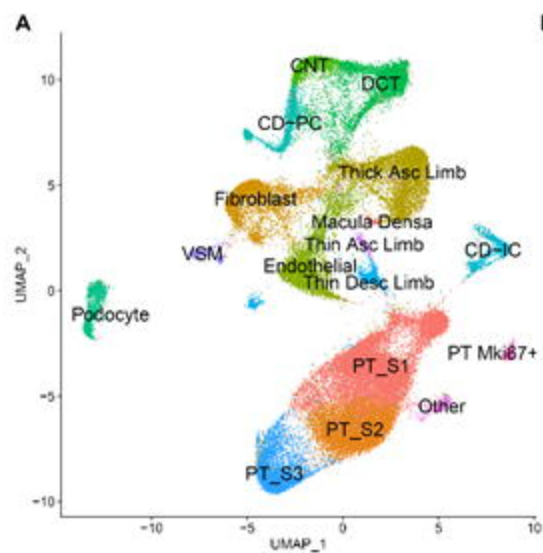 A
CNT
DCT
CD-PC
Thick Asc Limb
Fibroblast
Macula Densa
Thin Asc Limb
VSM
Endothelial
CD-IC
Thin Desc Limb
Podocyte
PT_S1
PT Mki67+
Other
PT_S2
PT_S3
10
5
0
−5
−10
UMAP_2
−10
−5
0
5
10
UMAP_1